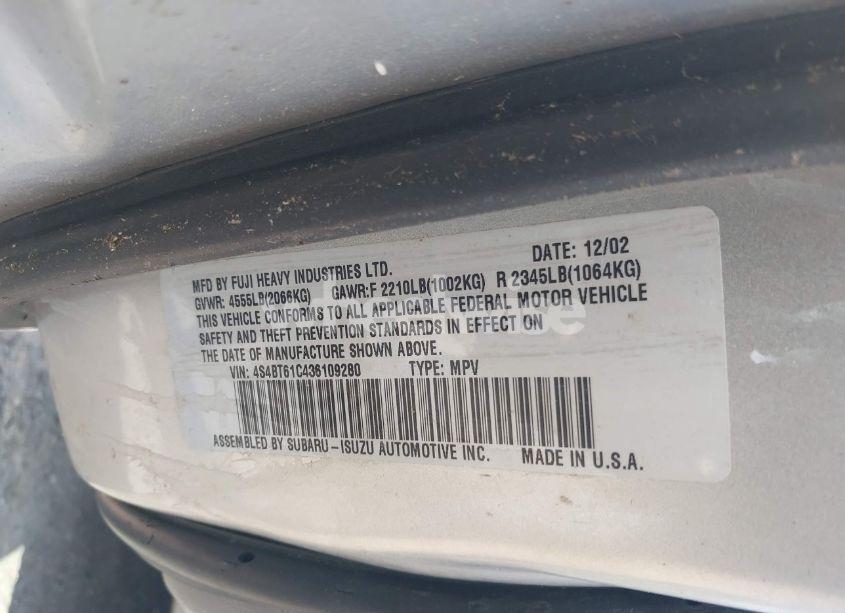 MFD BY FUJI HEAVY INDUSTRIES LTD. DATE: 12/02
GVWR: 4555LB(2066KG) GAWR:F 2210LB(1002KG) R 2345LB(1064KG)
THIS VEHICLE CONFORMS TO ALL APPLICABLE FEDERAL MOTOR VEHICLE
SAFETY AND THEFT PREVENTION STANDARDS IN EFFECT ON
THE DATE OF MANUFACTURE SHOWN ABOVE.
VIN: 4S4BT61C436109280 TYPE: MPV
ASSEMBLED BY SUBARU-ISUZU AUTOMOTIVE INC. MADE IN U.S.A.